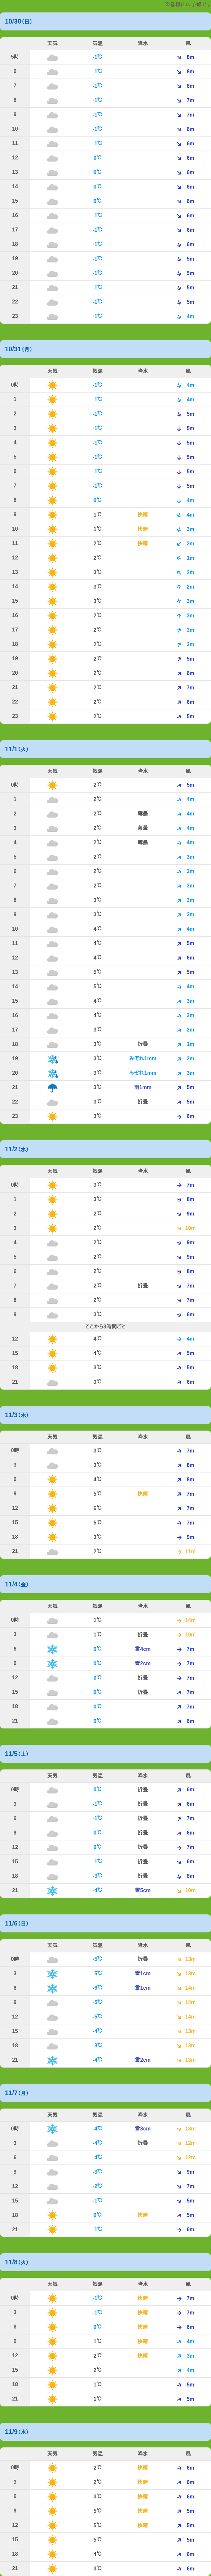 の予報です
10/30(日)
天気 気温 降水 風
5時 -1℃ 8m
6 -1℃ 8m
7 -1℃ 8m
8 -1℃ 7m
9 -1℃ 7m
10 -1℃ 6m
11 -1℃ 6m
12 0℃ 6m
13 0℃ 6m
14 0℃ 6m
15 0℃ 6m
16 -1℃ 6m
17 -1℃ 6m
18 -1℃ 6m
19 -1℃ 5m
20 -1℃ 5m
21 -1℃ 5m
22 -1℃ 5m
23 -1℃ 4m
10/31(月)
天気 気温 降水 風
0時 -1℃ 4m
1 -1℃ 4m
2 -1℃ 5m
3 -1℃ 5m
4 -1℃ 5m
5 -1℃ 5m
6 -1℃ 5m
7 -1℃ 5m
8 0℃ 4m
9 1℃ 快晴 4m
10 1℃ 快晴 3m
11 2℃ 快晴 2m
12 2℃ 1m
13 3℃ 2m
14 3℃ 2m
15 3℃ 3m
16 2℃ 3m
17 2℃ 3m
18 2℃ 3m
19 2℃ 5m
20 2℃ 6m
21 2℃ 7m
22 2℃ 6m
23 2℃ 5m
11/1(火)
天気 気温 降水 風
0時 2℃ 5m
1 2℃ 4m
2 2℃ 薄曇 4m
3 2℃ 薄曇 4m
4 2℃ 薄曇 4m
5 2℃ 3m
6 2℃ 3m
7 2℃ 3m
8 3℃ 3m
9 3℃ 3m
10 4℃ 4m
11 4℃ 5m
12 4℃ 6m
13 5℃ 5m
14 5℃ 4m
15 4℃ 3m
16 4℃ 2m
17 3℃ 2m
18 3℃ 折曇 1m
19 3℃ みぞれ1mm 2m
20 3℃ みぞれ1mm 3m
21 3℃ 雨1mm 5m
22 3℃ 折曇 5m
23 3℃ 6m
11/2(水)
天気 気温 降水 風
0時 3℃ 7m
1 3℃ 8m
2 2℃ 9m
3 2℃ 10m
4 2℃ 9m
5 2℃ 9m
6 2℃ 8m
7 2℃ 折曇 7m
8 2℃ 7m
9 3℃ 6m
ここから3時間ごと
12 4℃ 4m
15 4℃ 5m
18 3℃ 5m
21 3℃ 6m
11/3(木)
天気 気温 降水 風
0時 3℃ 7m
3 3℃ 8m
6 4℃ 8m
9 5℃ 快晴 7m
12 6℃ 7m
15 5℃ 7m
18 3℃ 9m
21 2℃ 11m
11/4(金)
天気 気温 降水 風
0時 1℃ 14m
3 1℃ 折曇 10m
6 0℃ 雪4cm 7m
9 0℃ 雪2cm 7m
12 0℃ 折曇 7m
15 0℃ 折曇 7m
18 0℃ 7m
21 0℃ 6m
11/5(土)
天気 気温 降水 風
0時 0℃ 折曇 6m
3 -1℃ 折曇 6m
6 -1℃ 折曇 7m
9 0℃ 折曇 6m
12 0℃ 折曇 7m
15 -1℃ 折曇 6m
18 -3℃ 折曇 8m
21 -4℃ 雪5cm 10m
11/6(日)
天気 気温 降水 風
0時 -5℃ 折曇 13m
3 -5℃ 雪1cm 13m
6 -6℃ 雪1cm 14m
9 -5℃ 14m
12 -5℃ 14m
15 -4℃ 13m
18 -3℃ 13m
21 -4℃ 雪2cm 13m
11/7(月)
天気 気温 降水 風
0時 -4℃ 雪3cm 13m
3 -4℃ 折曇 12m
6 -4℃ 12m
9 -3℃ 9m
12 -2℃ 7m
15 -1℃ 5m
18 0℃ 快晴 5m
21 -1℃ 6m
11/8(火)
天気 気温 降水 風
0時 -1℃ 快晴 7m
3 -1℃ 快晴 7m
6 0℃ 快晴 6m
9 1℃ 快晴 4m
12 2℃ 快晴 3m
15 2℃ 4m
18 1℃ 5m
21 1℃ 5m
11/9(水)
天気 気温 降水 風
0時 2℃ 快晴 6m
3 2℃ 快晴 6m
6 3℃ 快晴 6m
9 5℃ 快晴 5m
12 5℃ 快晴 5m
15 5℃ 5m
18 4℃ 6m
21 3℃ 6m